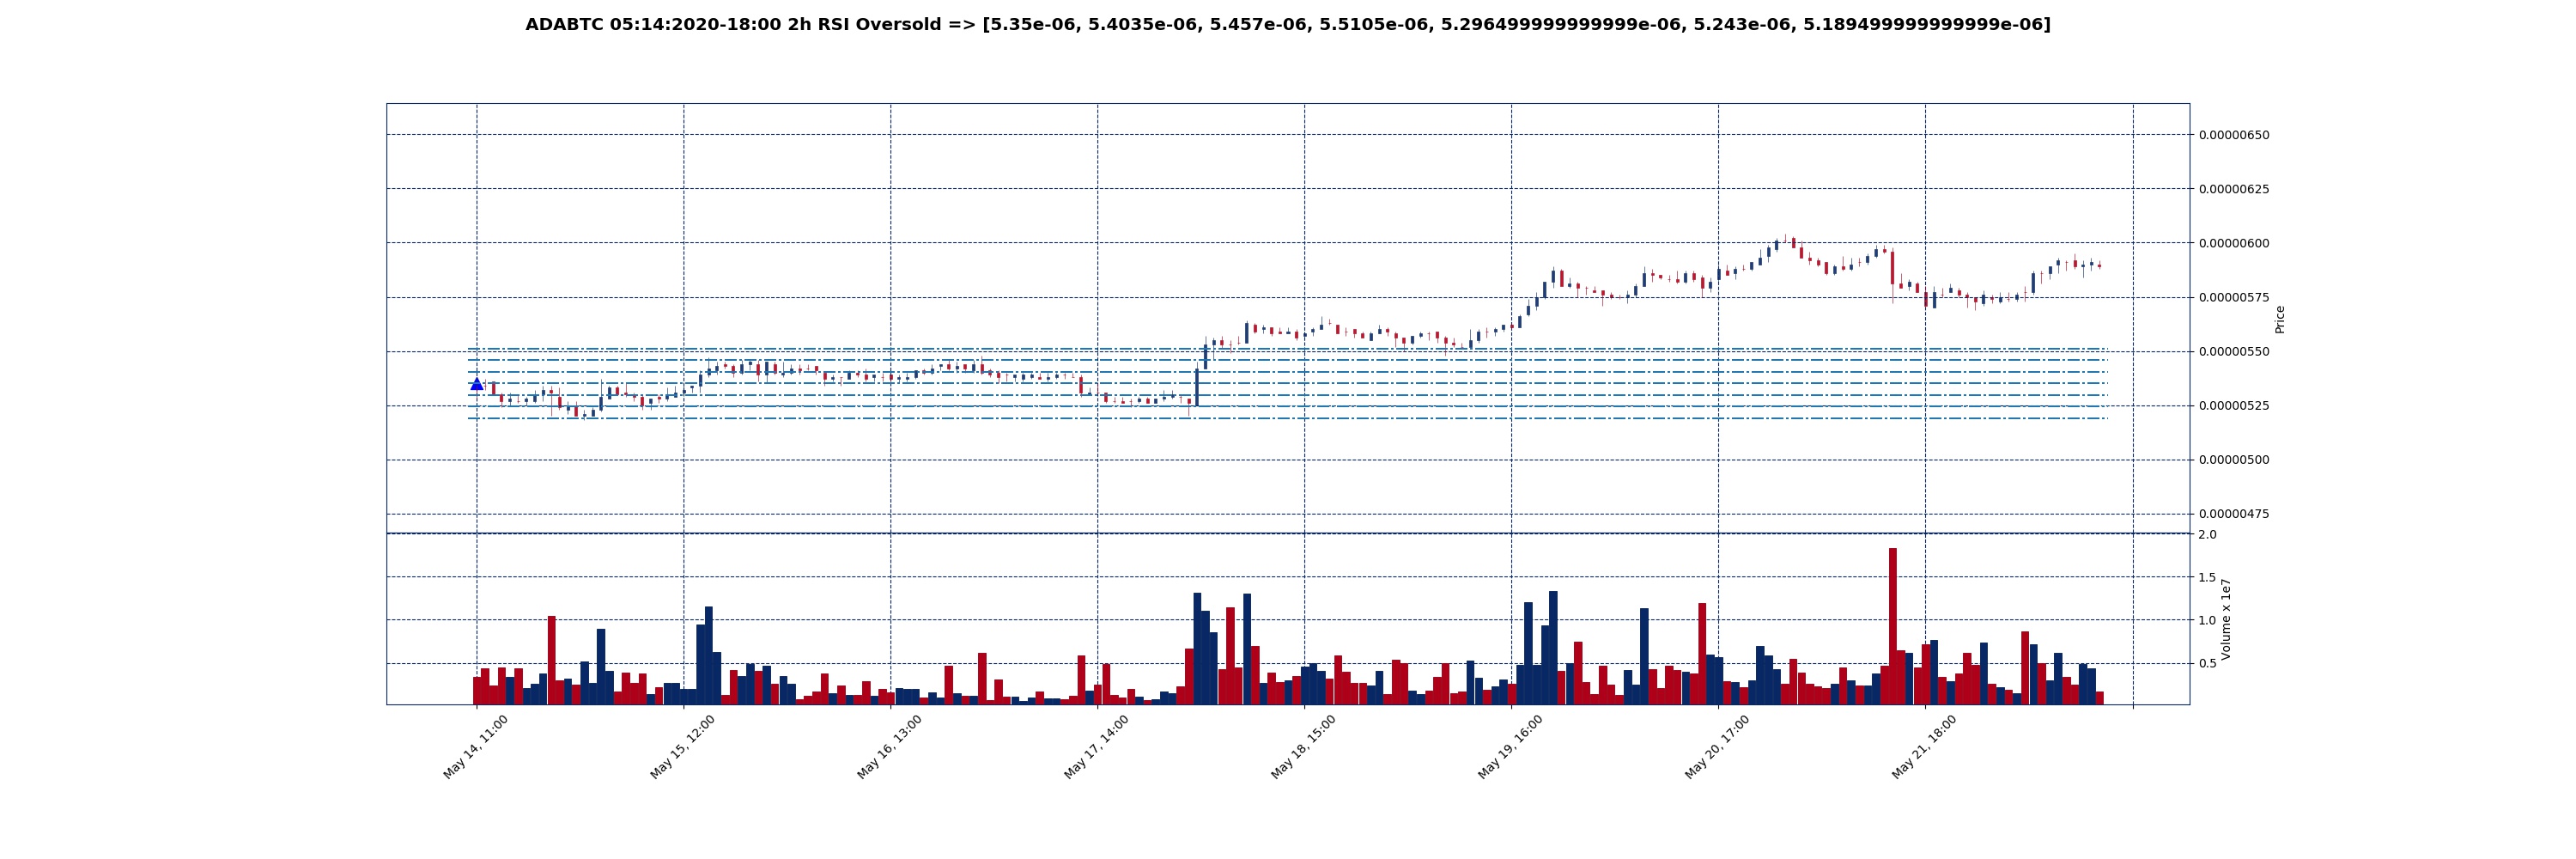 ADABTC 05:14:2020-18:00 2h RSI Oversold => [5.35e-06, 5.4035e-06, 5.457e-06, 5.5105e-06, 5.296499999999999e-06, 5.243e-06, 5.189499999999999e-06]
0.00000650
0.00000625
0.00000600
0.00000575
Price
0.00000550
0.00000525
0.00000500
0.00000475
2.0
1.5
1.0
0.5
Volume x 1e7
May 14, 11:00
May 15, 12:00
May 16, 13:00
May 17, 14:00
May 18, 15:00
May 19, 16:00
May 20, 17:00
May 21, 18:00